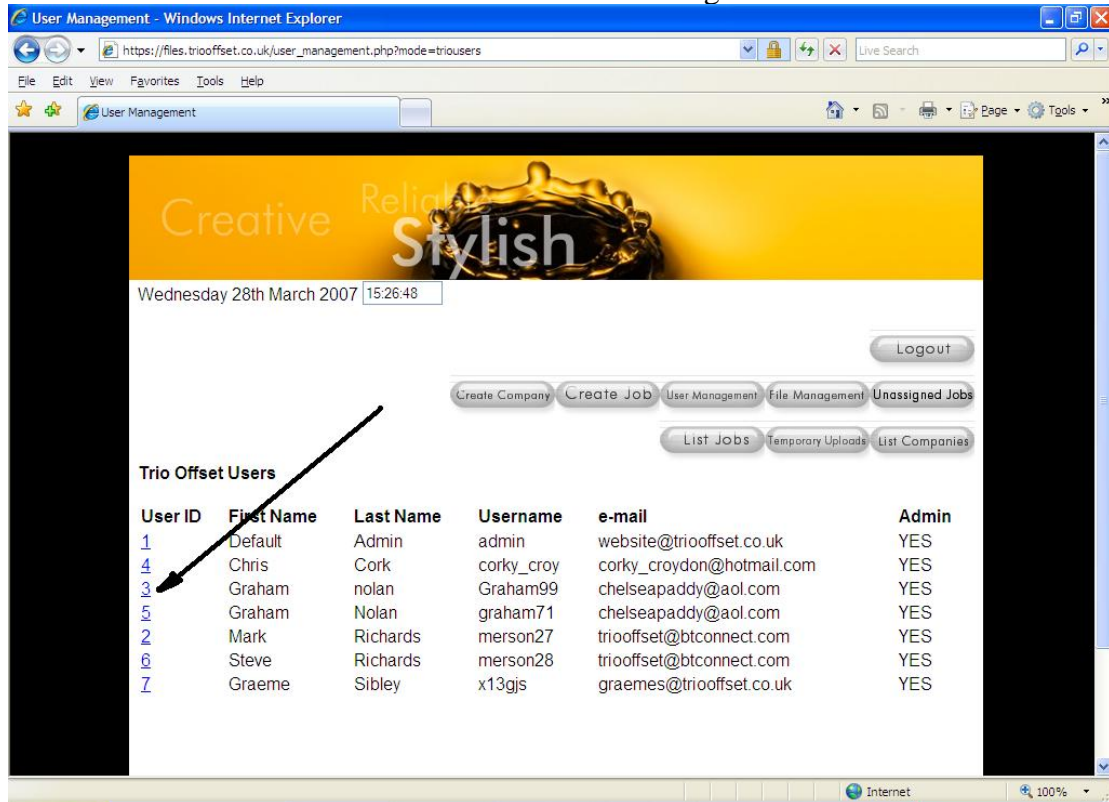 User Management - Windows Internet Explorer
https://files.triooffset.co.uk/user_management.php?mode=triousers
Live Search
File Edit View Favorites Tools Help
User Management
Page Tools »
Creative Reliable Stylish
Wednesday 28th March 2007 15:26:48
Logout
Create Company Create Job User Management File Management Unassigned Jobs
List Jobs Temporary Uploads List Companies
Trio Offset Users
User ID First Name Last Name Username e-mail Admin
1 Default Admin admin website@triooffset.co.uk YES
4 Chris Cork corky_croy corky_croydon@hotmail.com YES
3 Graham nolan Graham99 chelseapaddy@aol.com YES
5 Graham Nolan graham71 chelseapaddy@aol.com YES
2 Mark Richards merson27 triooffset@btconnect.com YES
6 Steve Richards merson28 triooffset@btconnect.com YES
7 Graeme Sibley x13gjs graemes@triooffset.co.uk YES
Internet 100%